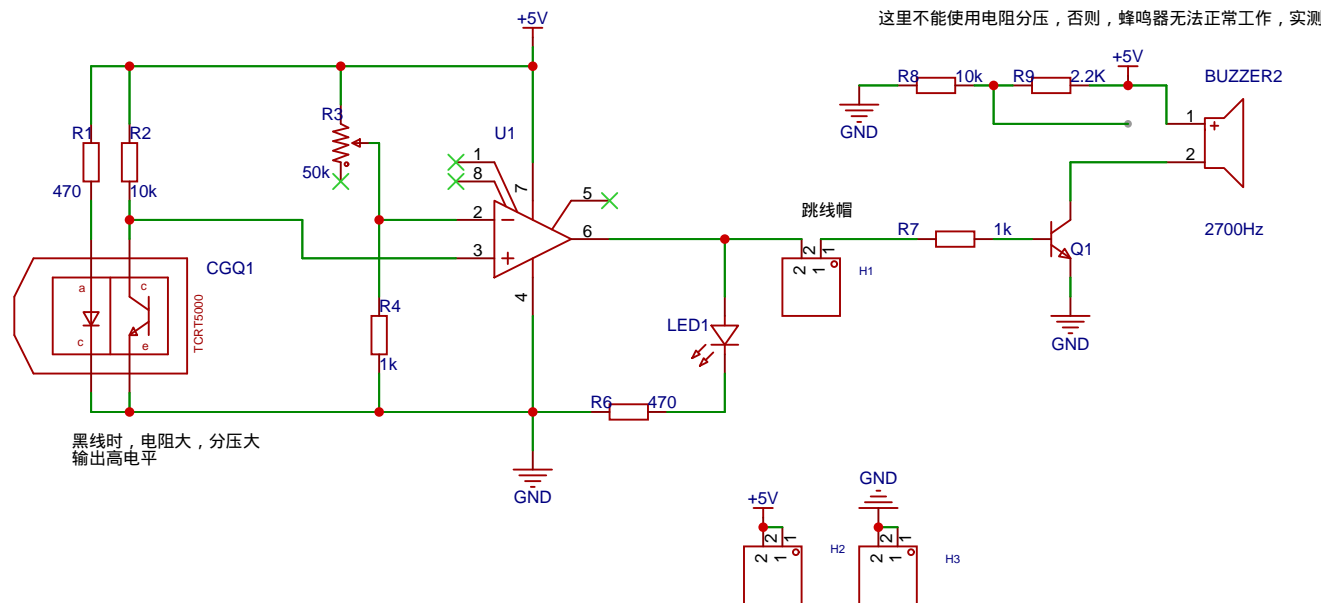 这里不能使用电阻分压，否则，蜂鸣器无法正常工作，实测
+5V
+5V
R8 10k R9 2.2K
BUZZER2
GND
1
+
2
2700Hz
R1 R2
470 10k
R3
50k
U1
1
8
7
5
2
3
6
4
跳线帽
R7 1k
Q1
2 1
2 1
H1
GND
CGQ1
TCRT5000
a c
c e
R4
1k
LED1
R6 470
黑线时，电阻大，分压大
输出高电平
GND
+5V
GND
2 1
2 1
H2
2 1
2 1
H3